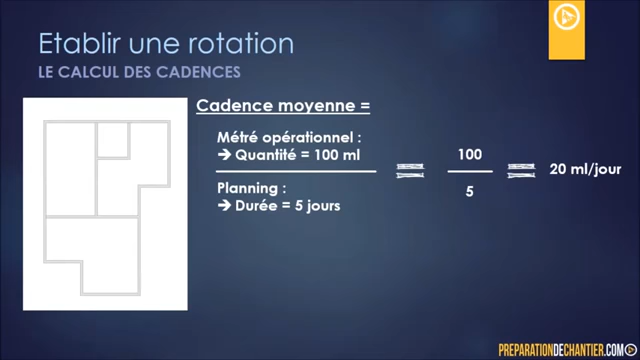 Etablir une rotation
LE CALCUL DES CADENCES
Cadence moyenne =
Métré opérationnel :
➔ Quantité = 100 ml
Planning :
➔ Durée = 5 jours
=
100
5
=
20 ml/jour
PREPARATIONDECHANTIER.COM